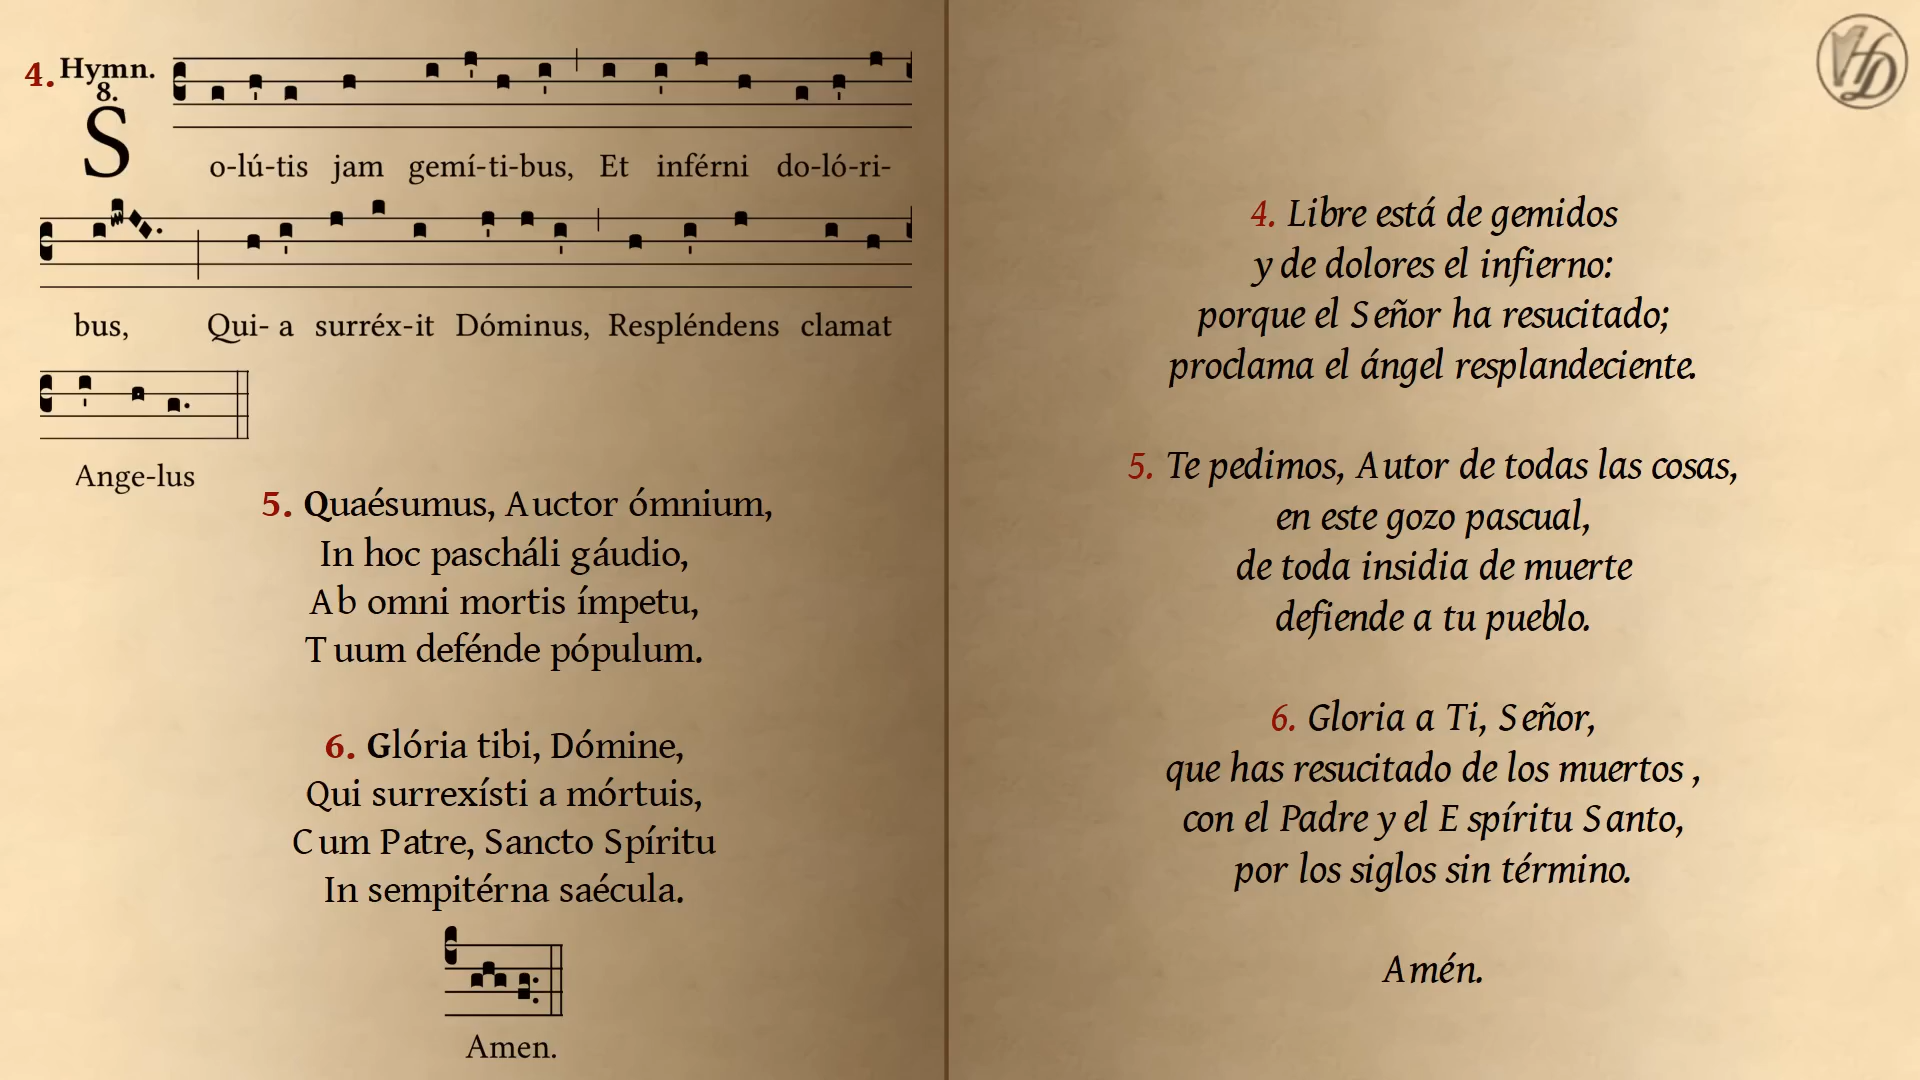 4. Hymn.
8.
So-lú-tis jam gemí-ti-bus, Et inférni do-ló-ri-
bus, Qui- a surréx-it Dóminus, Respléndens clamat
Ange-lus
5. Quaésumus, Auctor ómnium,
In hoc pascháli gáudio,
Ab omni mortis ímpetu,
Tuum defénde pópulum.
6. Glória tibi, Dómine,
Qui surrexísti a mórtuis,
Cum Patre, Sancto Spíritu
In sempitérna saécula.
Amen.
4. Libre está de gemidos
y de dolores el infierno:
porque el Señor ha resucitado;
proclama el ángel resplandeciente.
5. Te pedimos, Autor de todas las cosas,
en este gozo pascual,
de toda insidia de muerte
defiende a tu pueblo.
6. Gloria a Ti, Señor,
que has resucitado de los muertos ,
con el Padre y el Espíritu Santo,
por los siglos sin término.
Amén.
HD